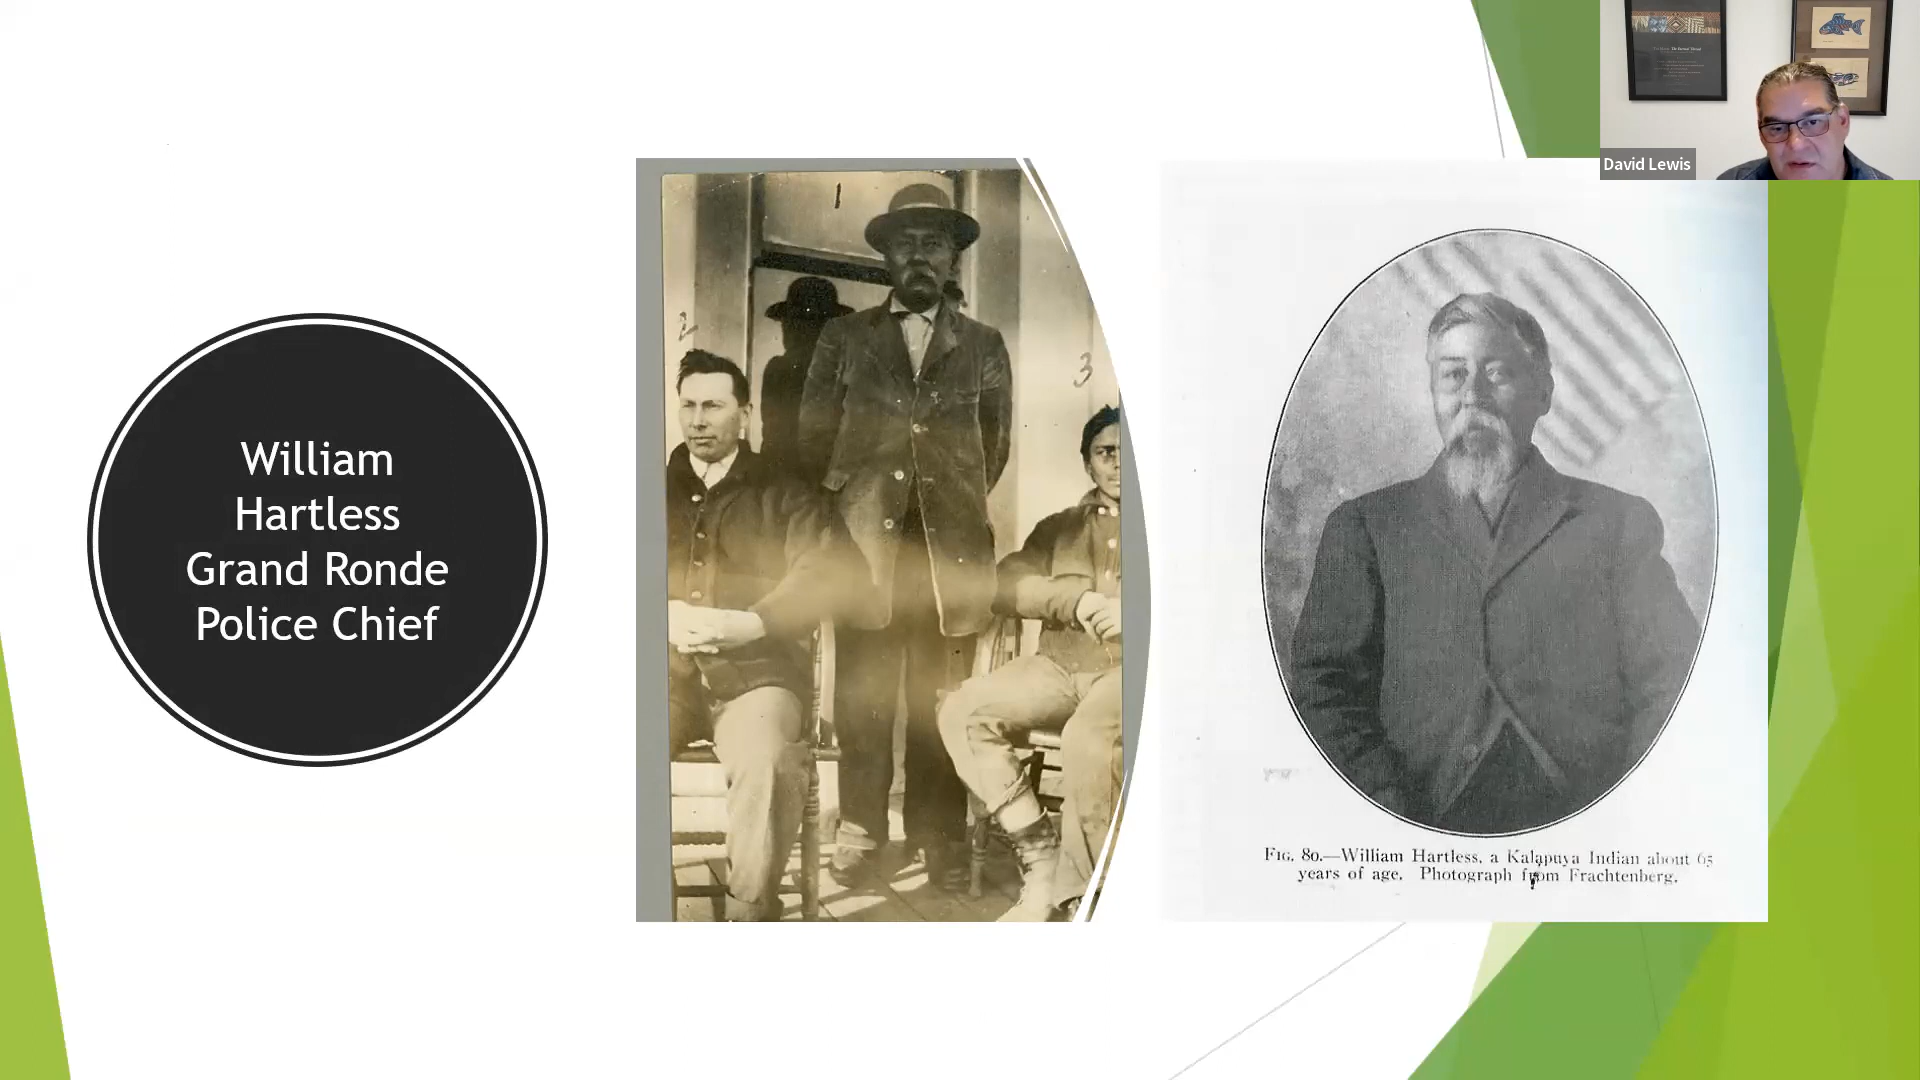 William
Hartless
Grand Ronde
Police Chief
1
2
3
David Lewis
FIG. 80.—William Hartless, a Kalapuya Indian about 65
years of age. Photograph from Frachtenberg.